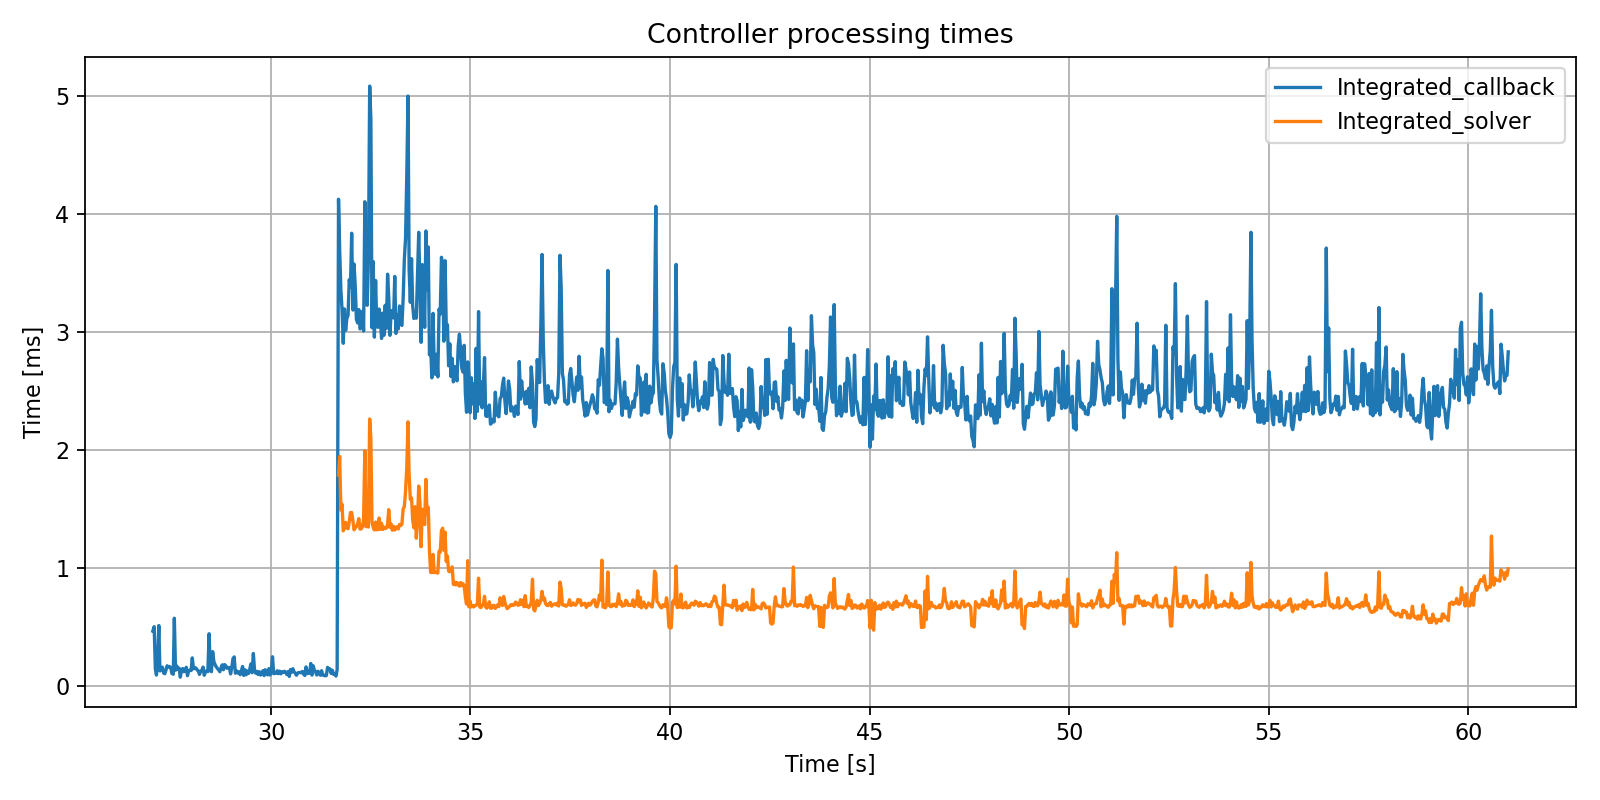 Controller processing times
Integrated_callback
Integrated_solver
Time [ms]
5
4
3
2
1
0
30 35 40 45 50 55 60
Time [s]